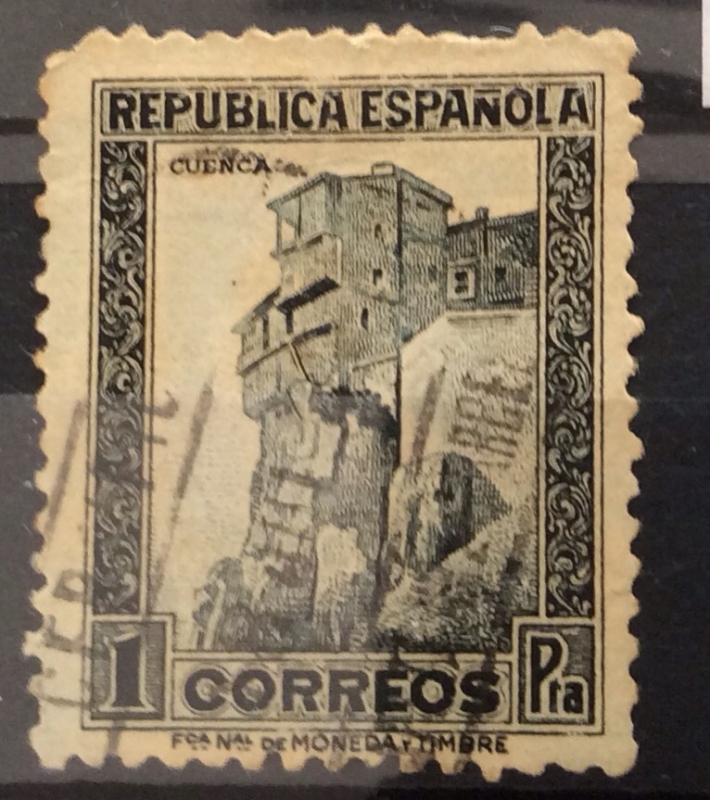 REPUBLICA ESPAÑOLA
CUENCA
1 CORREOS Pta
Fca NAL DE MONEDA Y TIMBRE